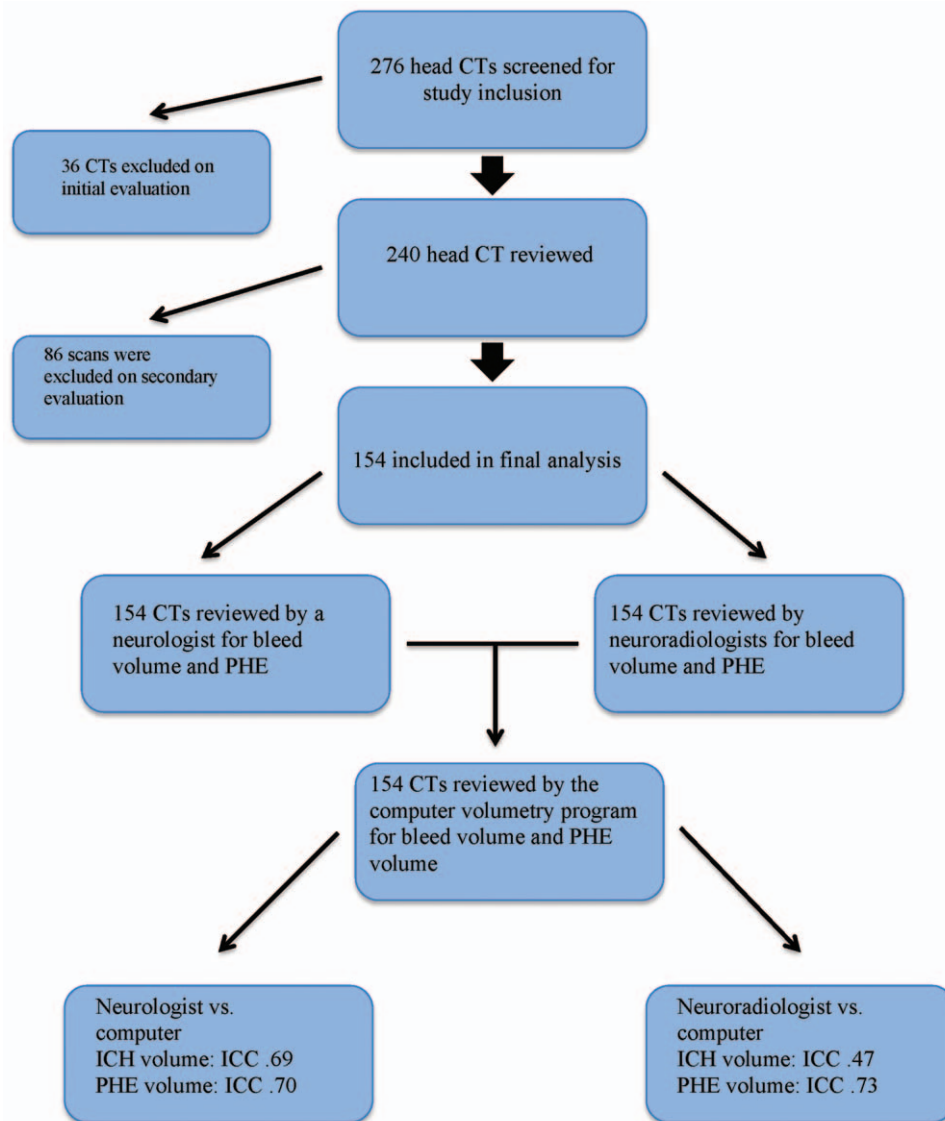 276 head CTs screened for
study inclusion
36 CTs excluded on
initial evaluation
240 head CT reviewed
86 scans were
excluded on secondary
evaluation
154 included in final analysis
154 CTs reviewed by a
neurologist for bleed
volume and PHE
154 CTs reviewed by
neuroradiologists for bleed
volume and PHE
154 CTs reviewed by the
computer volumetry program
for bleed volume and PHE
volume
Neurologist vs.
computer
ICH volume: ICC .69
PHE volume: ICC .70
Neuroradiologist vs.
computer
ICH volume: ICC .47
PHE volume: ICC .73